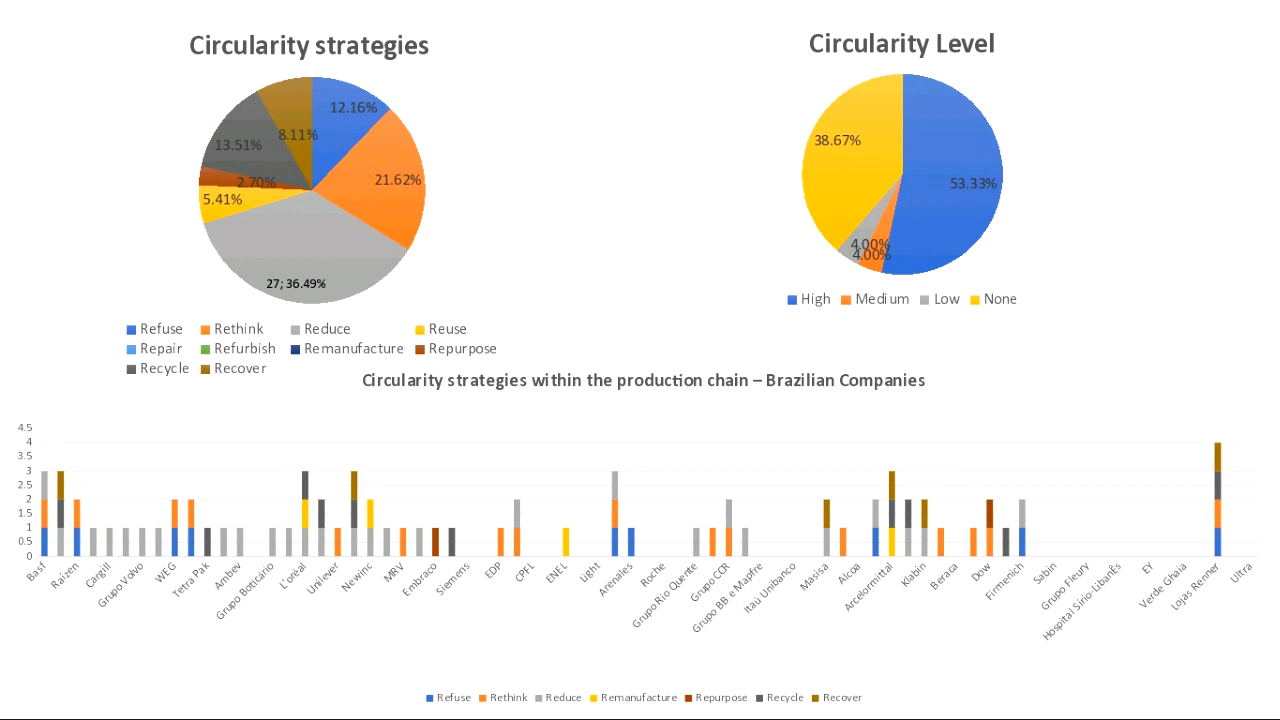 Circularity strategies
12.16%
21.62%
27; 36.49%
5.41%
2.70%
13.51%
8.11%
Refuse Rethink Reduce Reuse
Repair Refurbish Remanufacture Repurpose
Recycle Recover
Circularity Level
38.67%
53.33%
4.00%
4.00%
High Medium Low None
Circularity strategies within the production chain – Brazilian Companies
4.5
4
3.5
3
2.5
2
1.5
1
0.5
0
Basf
Raízen
Cargill
Grupo Volvo
WEG
Tetra Pak
Ambev
Grupo Boticário
L'oréal
Unilever
Newinc
MRV
Embraco
Siemens
EDP
CPFL
ENEL
Light
Arenales
Roche
Grupo Rio Quente
Grupo CCR
Grupo BB e Mapfre
Itaú Unibanco
Masisa
Alcoa
Arcelormittal
Klabin
Beraca
Dow
Firmenich
Sabin
Grupo Fleury
Hospital Sírio-LibanÊs
EY
Verde Ghaia
Lojas Renner
Ultra
Refuse Rethink Reduce Remanufacture Repurpose Recycle Recover